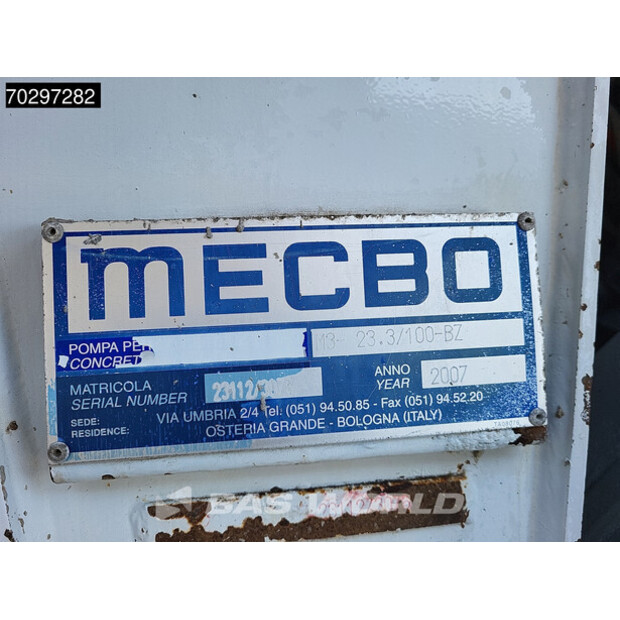 70297282
mECBO
POMPA PER
CONCRET
M3- 23.3/100-BZ
MATRICOLA
SERIAL NUMBER
ANNO
YEAR
2007
SEDE:
RESIDENCE:
VIA UMBRIA 2/4 Tel: (051) 94.50.85 - Fax (051) 94.52.20
OSTERIA GRANDE - BOLOGNA (ITALY)
BAS WORLD